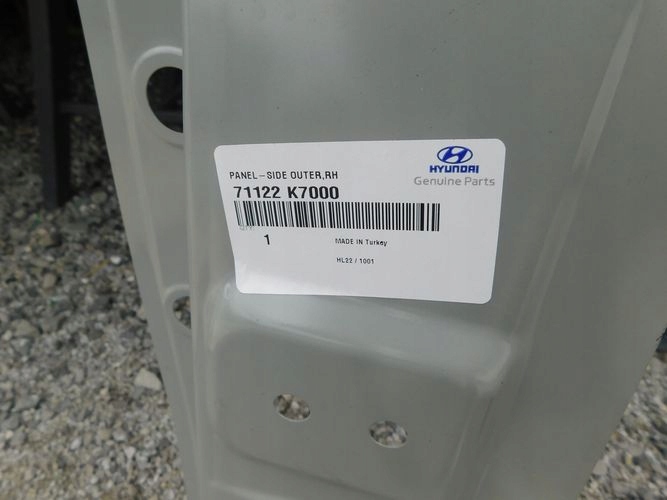 PANEL-SIDE OUTER,RH
HYUNDAI
Genuine Parts
71122 K7000
1
MADE IN Turkey
HL22 / 1001